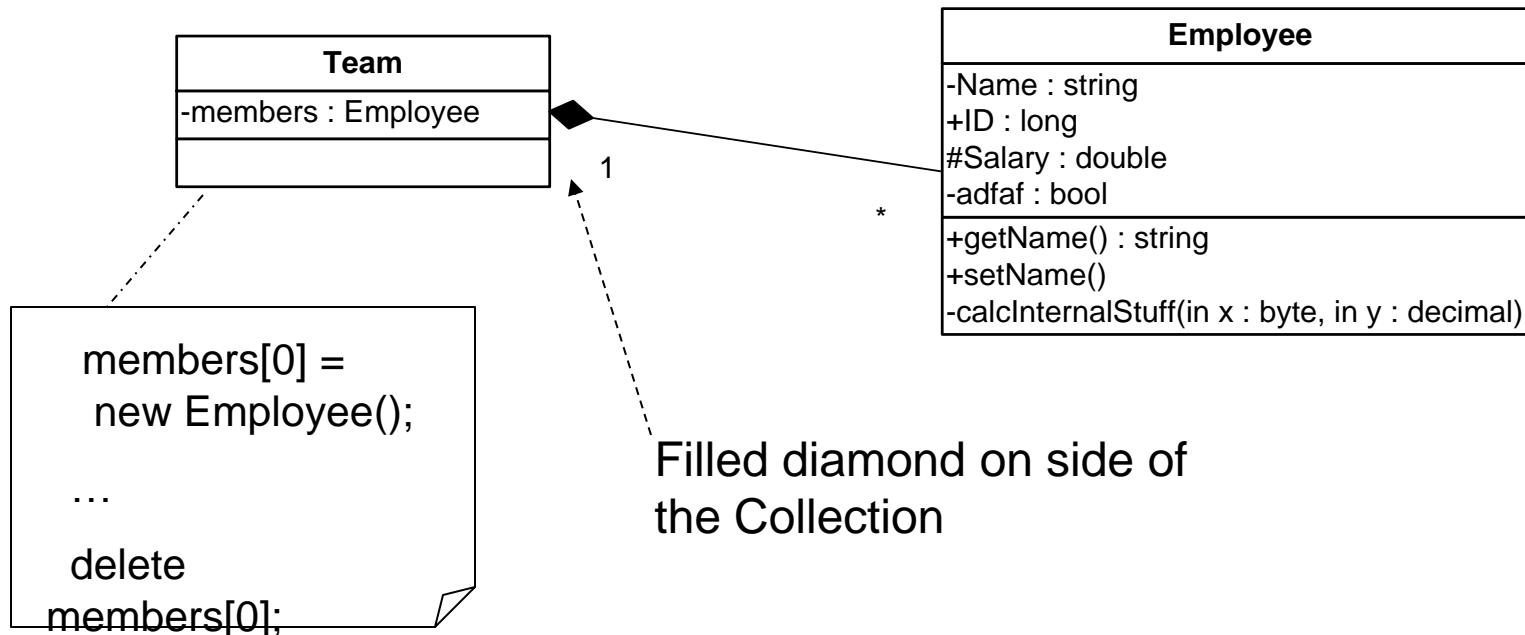 Team
-members : Employee
1
*
Employee
-Name : string
+ID : long
#Salary : double
-adfaf : bool
+getName() : string
+setName()
-calcInternalStuff(in x : byte, in y : decimal)
members[0] =
new Employee();
…
delete
members[0];
Filled diamond on side of
the Collection